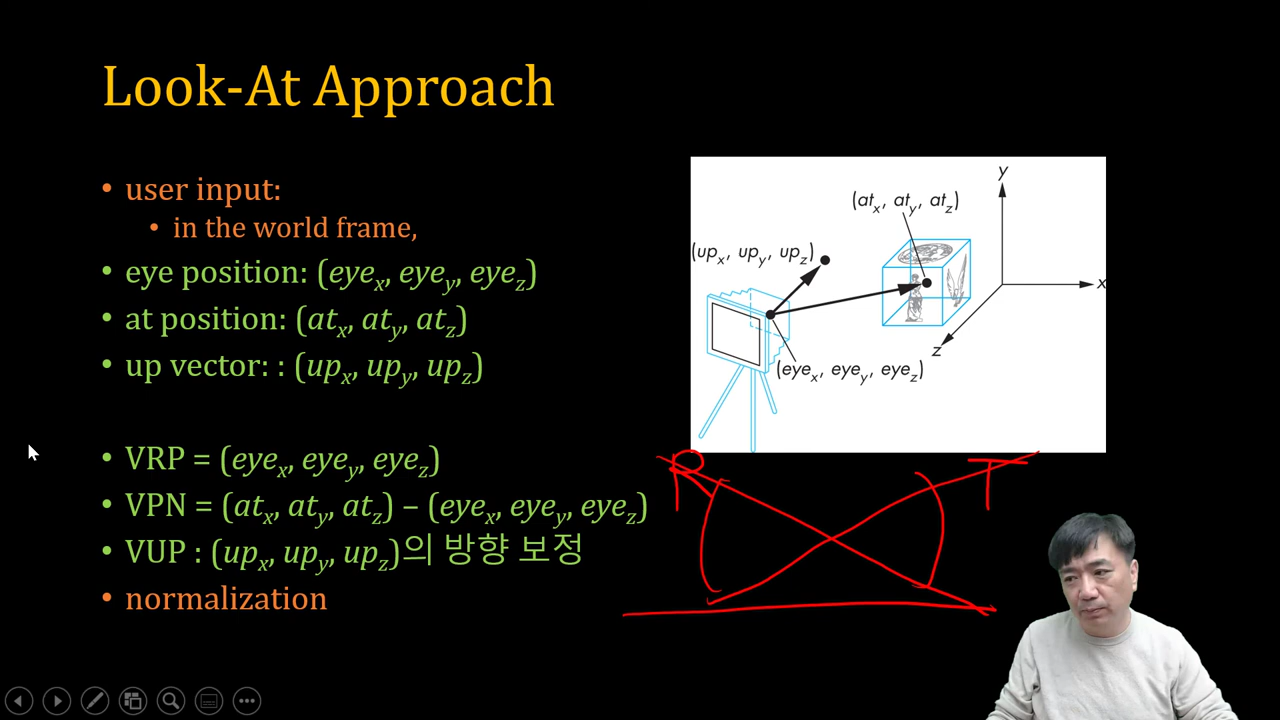 Look-At Approach
• user input:
• in the world frame,
• eye position: (eyex, eyey, eyez)
• at position: (atx, aty, atz)
• up vector: : (upx, upy, upz)
• VRP = (eyex, eyey, eyez)
• VPN = (atx, aty, atz) – (eyex, eyey, eyez)
• VUP : (upx, upy, upz)의 방향 보정
• normalization
y
(atx, aty, atz)
(upx, upy, upz)
x
z
(eyex, eyey, eyez)
R T